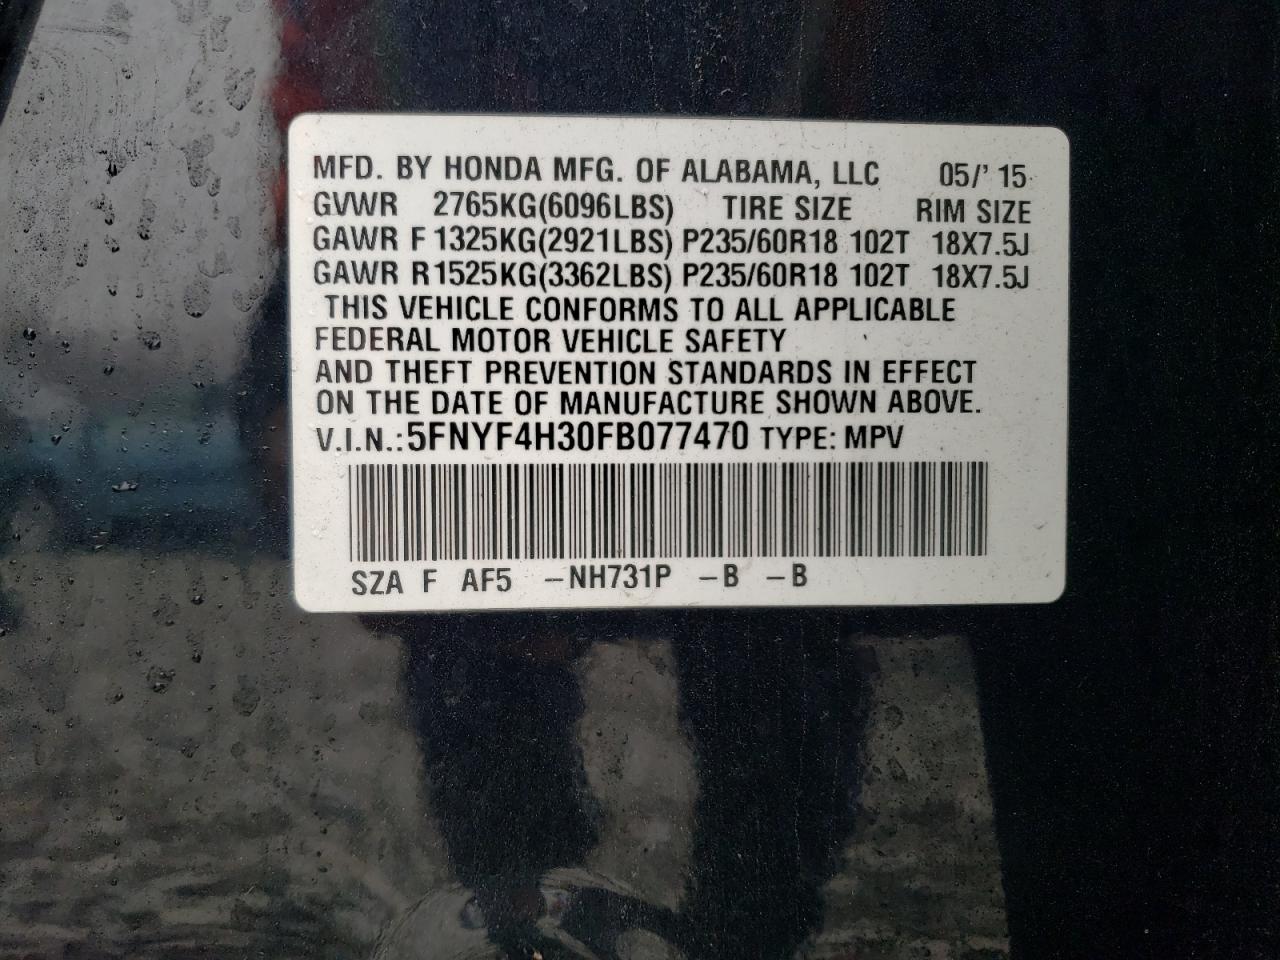 MFD. BY HONDA MFG. OF ALABAMA, LLC 05/' 15
GVWR 2765KG(6096LBS) TIRE SIZE RIM SIZE
GAWR F 1325KG(2921LBS) P235/60R18 102T 18X7.5J
GAWR R 1525KG(3362LBS) P235/60R18 102T 18X7.5J
THIS VEHICLE CONFORMS TO ALL APPLICABLE
FEDERAL MOTOR VEHICLE SAFETY
AND THEFT PREVENTION STANDARDS IN EFFECT
ON THE DATE OF MANUFACTURE SHOWN ABOVE.
V.I.N.: 5FNYF4H30FB077470 TYPE: MPV
SZA F AF5 -NH731P -B -B